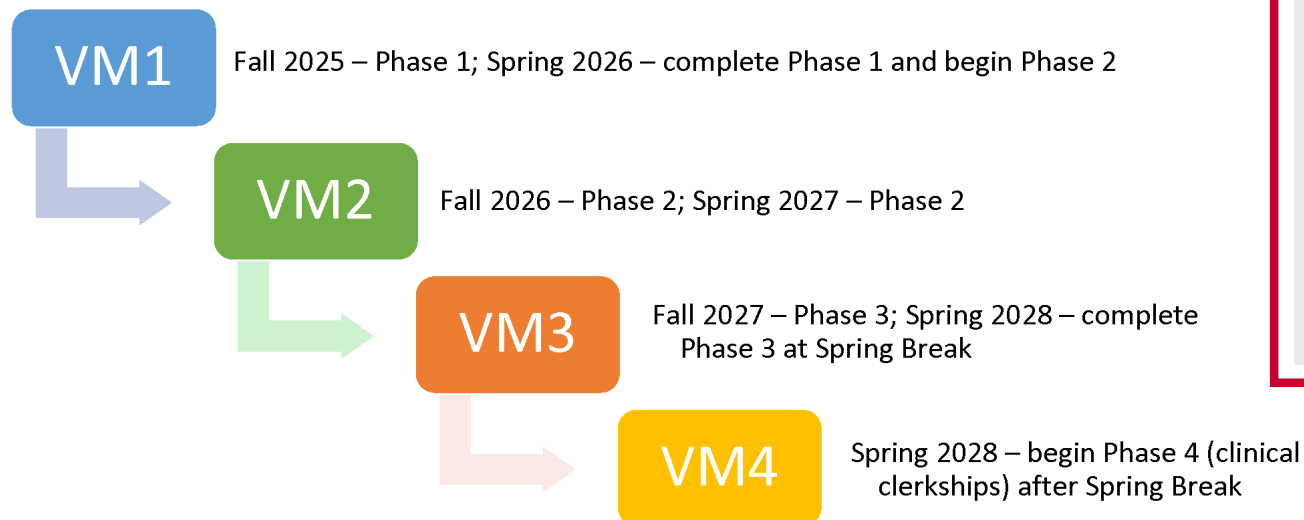 VM1
Fall 2025 – Phase 1; Spring 2026 – complete Phase 1 and begin Phase 2
VM2
Fall 2026 – Phase 2; Spring 2027 – Phase 2
VM3
Fall 2027 – Phase 3; Spring 2028 – complete
Phase 3 at Spring Break
VM4
Spring 2028 – begin Phase 4 (clinical
clerkships) after Spring Break